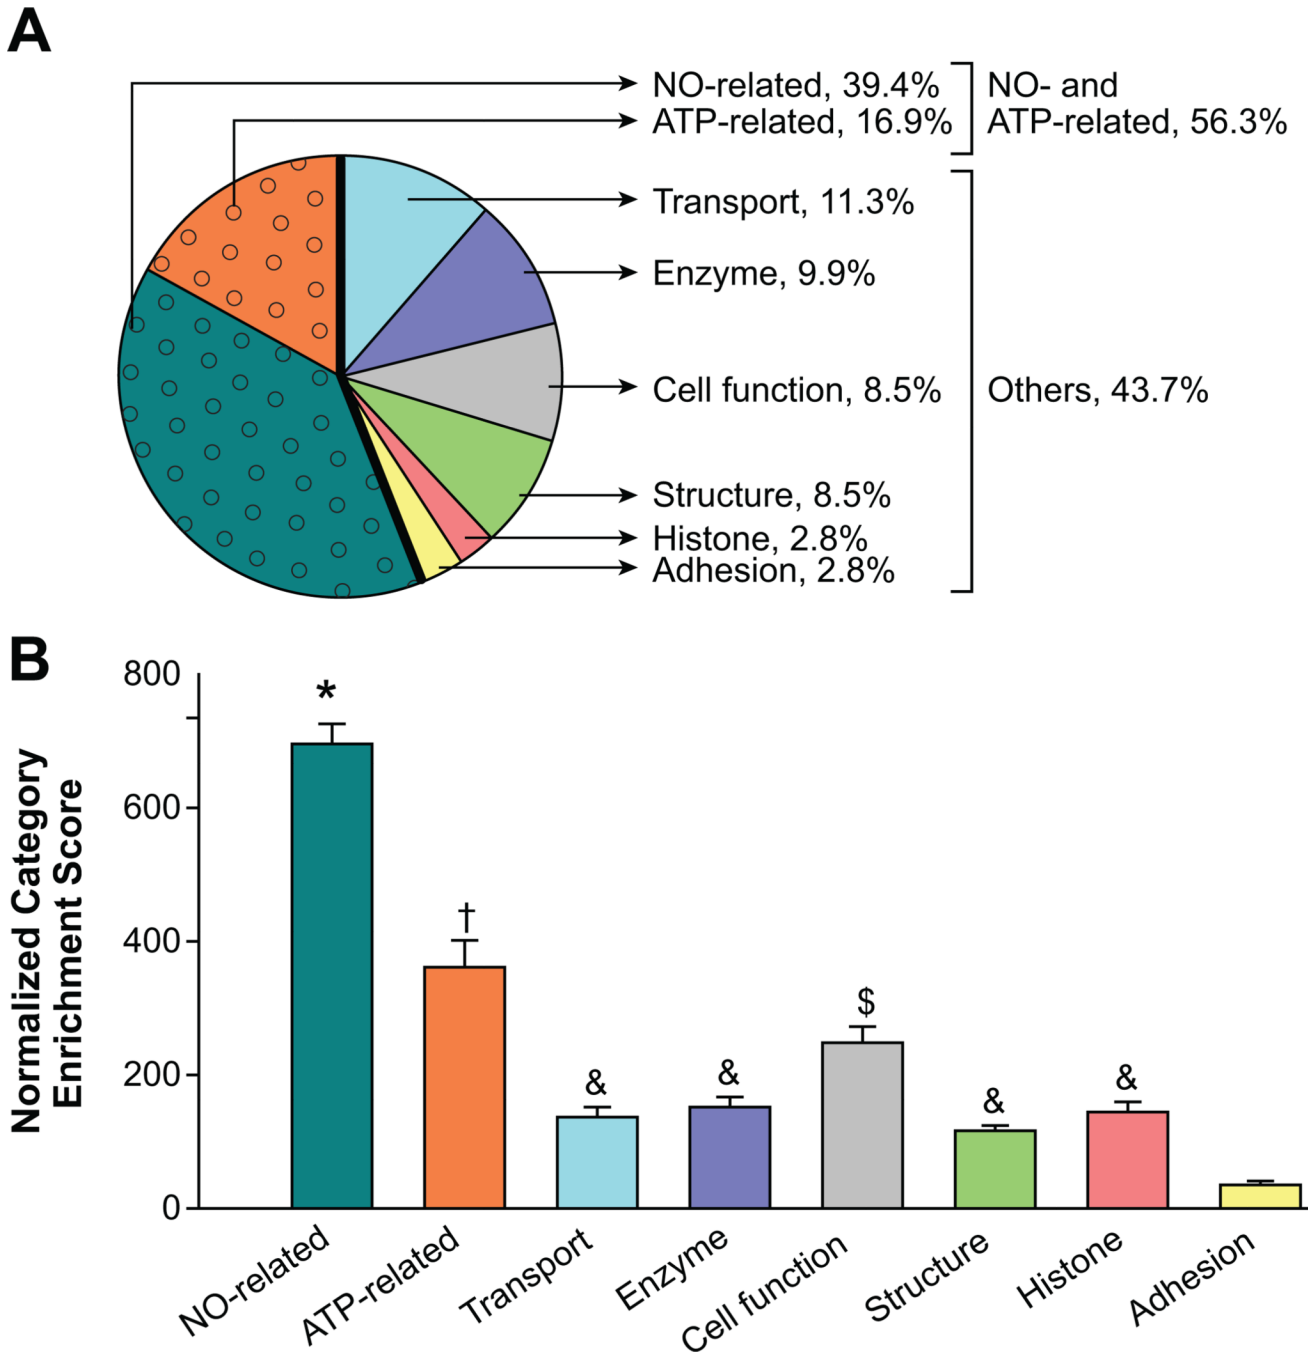 A
NO-related, 39.4%
ATP-related, 16.9%
NO- and
ATP-related, 56.3%
Transport, 11.3%
Enzyme, 9.9%
Cell function, 8.5%
Others, 43.7%
Structure, 8.5%
Histone, 2.8%
Adhesion, 2.8%
B
Normalized Category
Enrichment Score
800
600
400
200
0
*
†
&
&
$
&
&
NO-related
ATP-related
Transport
Enzyme
Cell function
Structure
Histone
Adhesion